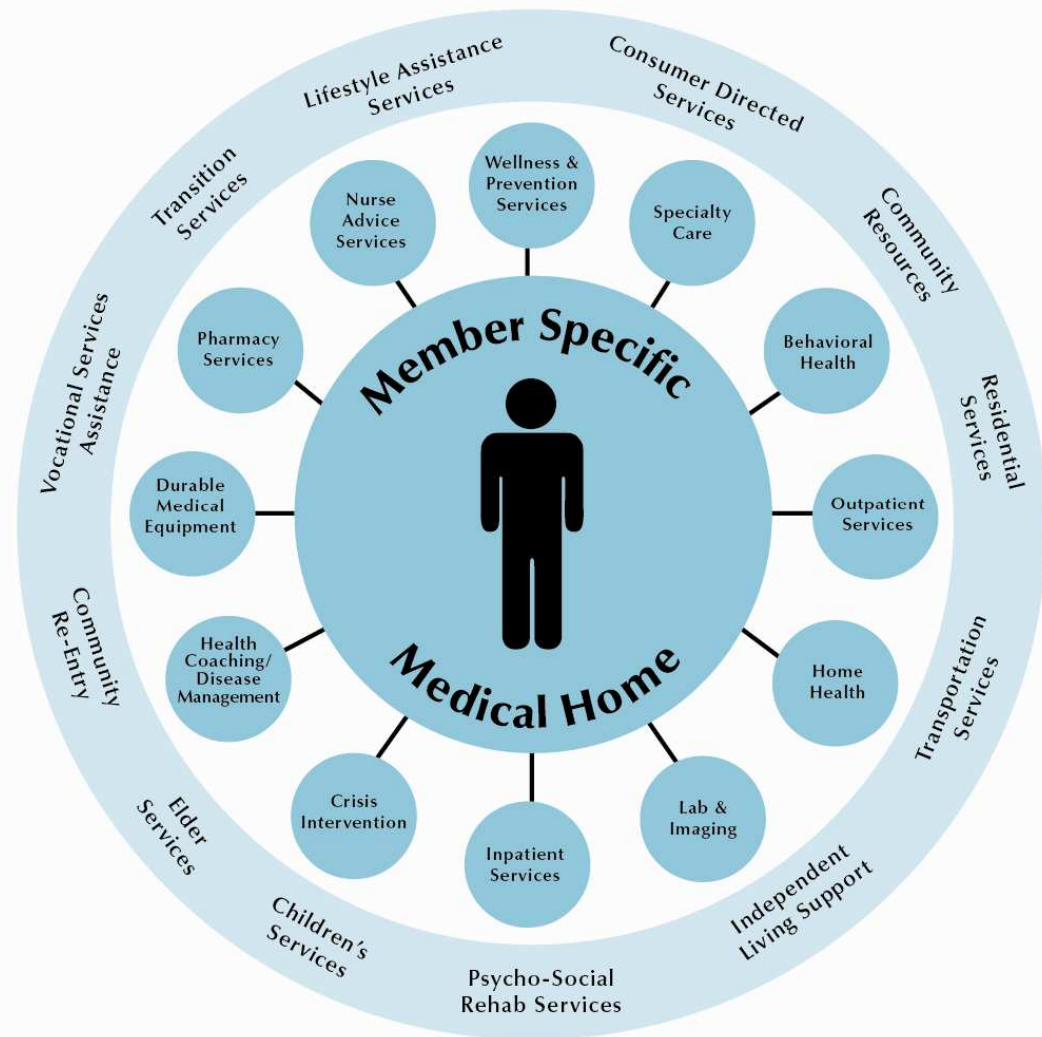 Lifestyle Assistance
Services
Consumer Directed
Services
Community
Resources
Residential
Services
Transportation
Services
Independent
Living Support
Psycho-Social
Rehab Services
Children's
Services
Elder
Services
Community
Re-Entry
Vocational Services
Assistance
Transition
Services
Wellness &
Prevention
Services
Specialty
Care
Behavioral
Health
Outpatient
Services
Home
Health
Lab &
Imaging
Inpatient
Services
Crisis
Intervention
Health
Coaching/
Disease
Management
Durable
Medical
Equipment
Pharmacy
Services
Nurse
Advice
Services
Member Specific
Medical Home